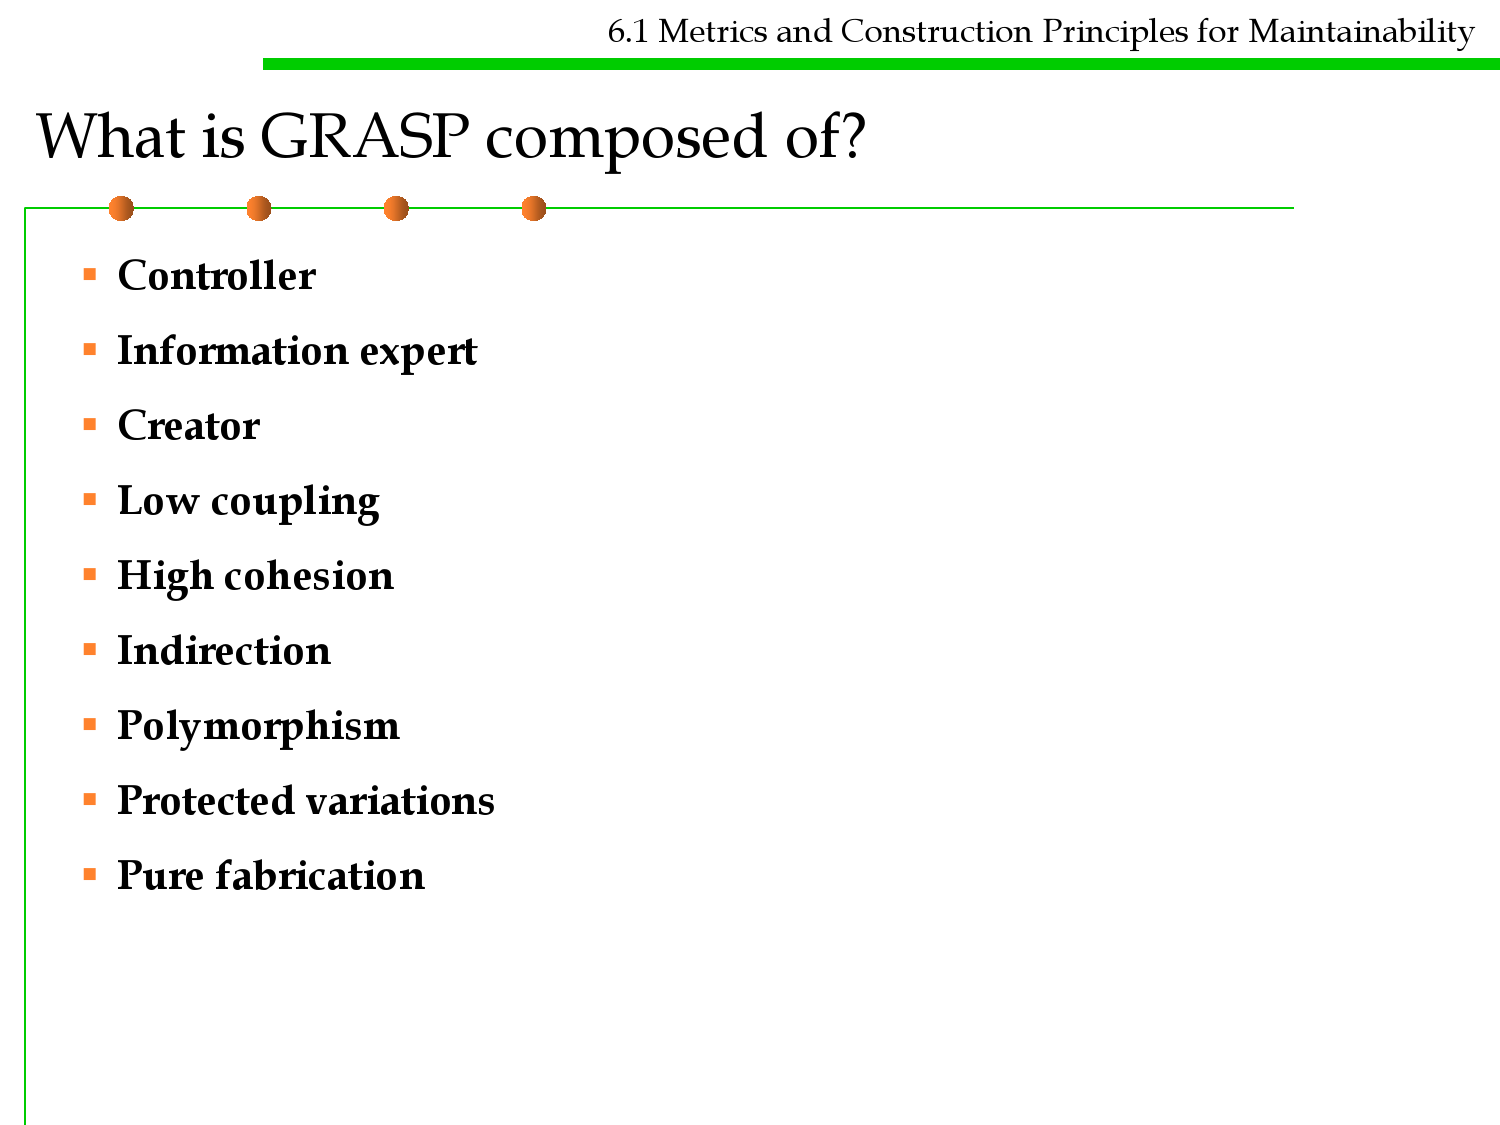 6.1 Metrics and Construction Principles for Maintainability
What is GRASP composed of?
Controller
Information expert
Creator
Low coupling
High cohesion
Indirection
Polymorphism
Protected variations
Pure fabrication